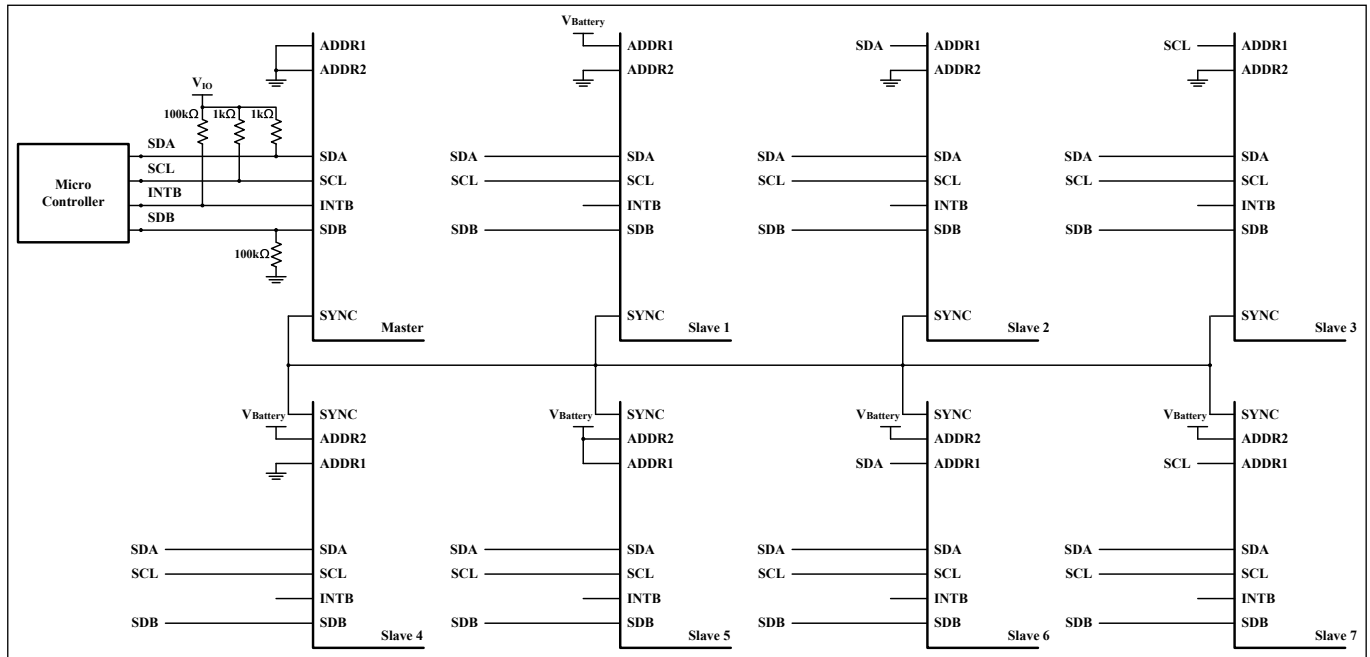 VBattery
ADDR1
ADDR2
VIO
100kΩ 1kΩ 1kΩ
Micro
Controller
SDA
SCL
INTB
SDB
100kΩ
SDA
SCL
INTB
SDB
SYNC
Master
ADDR1
ADDR2
SDA SDA
SCL SCL
INTB
SDB SDB
SYNC
Slave 1
SDA ADDR1
ADDR2
SDA SDA
SCL SCL
INTB
SDB SDB
SYNC
Slave 2
SCL ADDR1
ADDR2
SDA SDA
SCL SCL
INTB
SDB SDB
SYNC
Slave 3
VBattery
SYNC
ADDR2
ADDR1
SDA SDA
SCL SCL
INTB
SDB SDB
Slave 4
VBattery
SYNC
ADDR2
ADDR1
SDA SDA
SCL SCL
INTB
SDB SDB
Slave 5
VBattery
SYNC
ADDR2
SDA ADDR1
SDA SDA
SCL SCL
INTB
SDB SDB
Slave 6
VBattery
SYNC
ADDR2
SCL ADDR1
SDA SDA
SCL SCL
INTB
SDB SDB
Slave 7